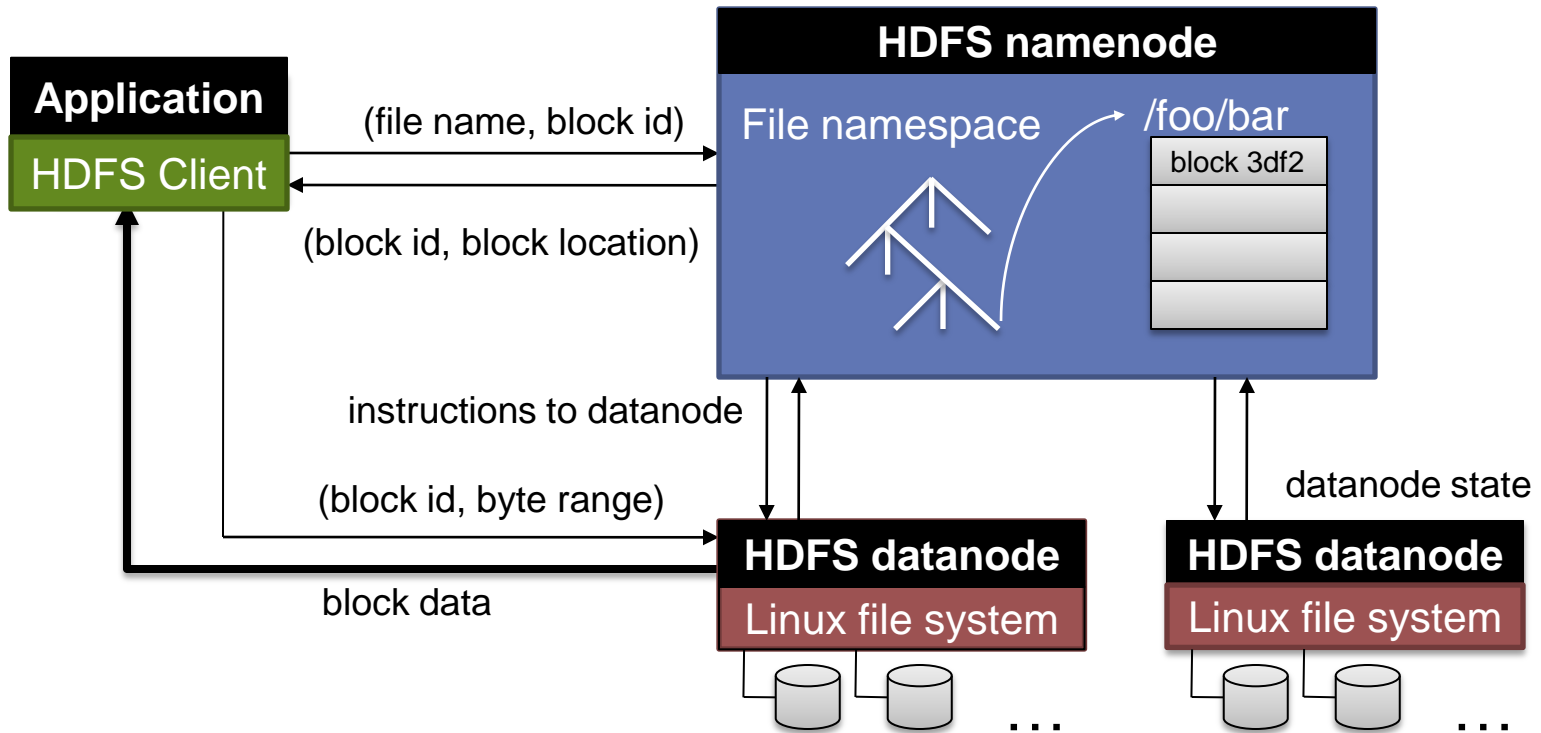 HDFS namenode
Application
HDFS Client
(file name, block id)
(block id, block location)
File namespace
/foo/bar
block 3df2
instructions to datanode
datanode state
(block id, byte range)
block data
HDFS datanode
Linux file system
…
HDFS datanode
Linux file system
…